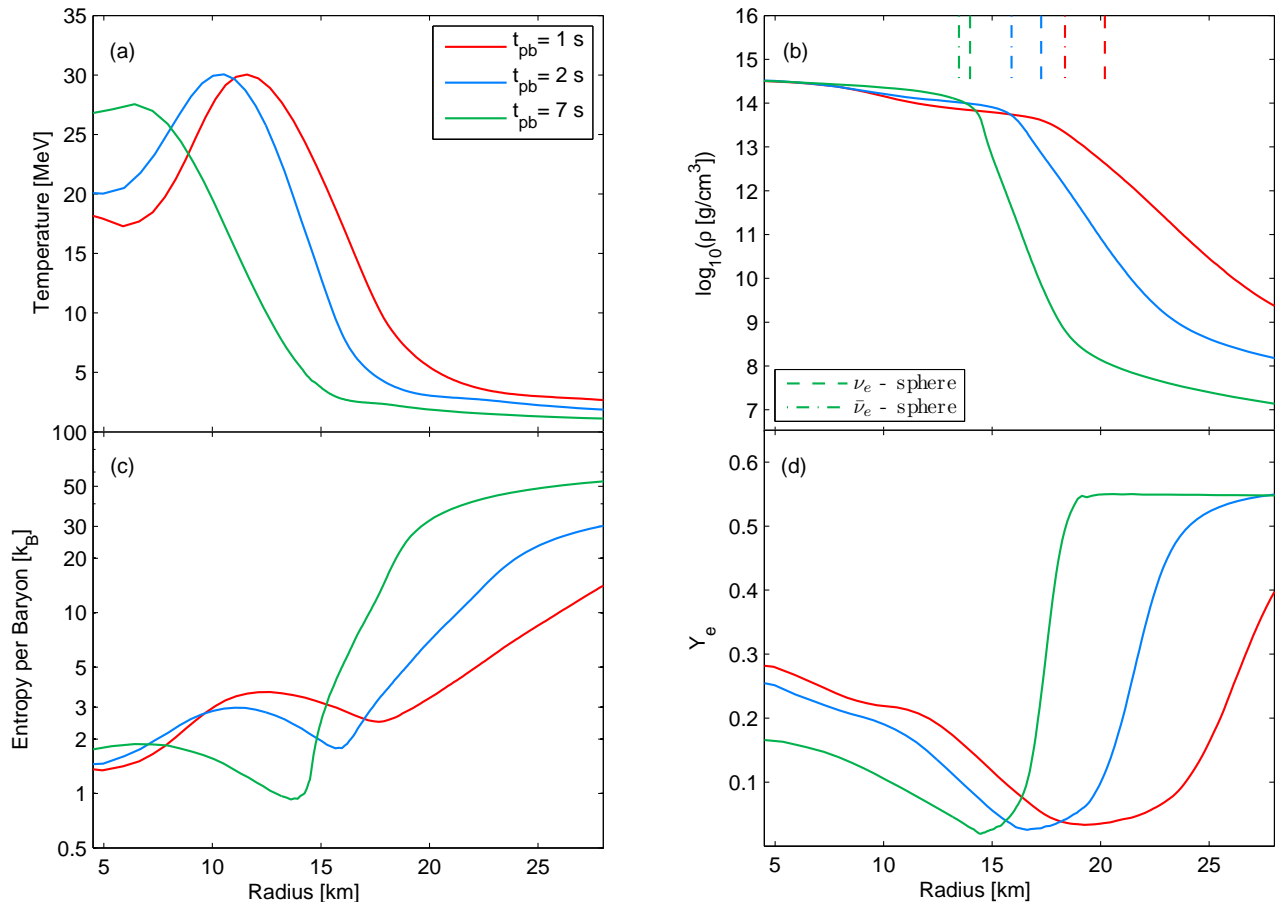 (a)
t_pb = 1 s
t_pb = 2 s
t_pb = 7 s
35
30
25
20
15
10
5
Temperature [MeV]
(b)
16
15
14
13
12
11
10
9
8
7
log_10(ρ [g/cm^3])
ν_e - sphere
ν̄_e - sphere
(c)
100
50
30
20
10
5
3
2
1
0.5
Entropy per Baryon [k_B]
5 10 15 20 25
Radius [km]
(d)
0.6
0.5
0.4
0.3
0.2
0.1
Y_e
5 10 15 20 25
Radius [km]